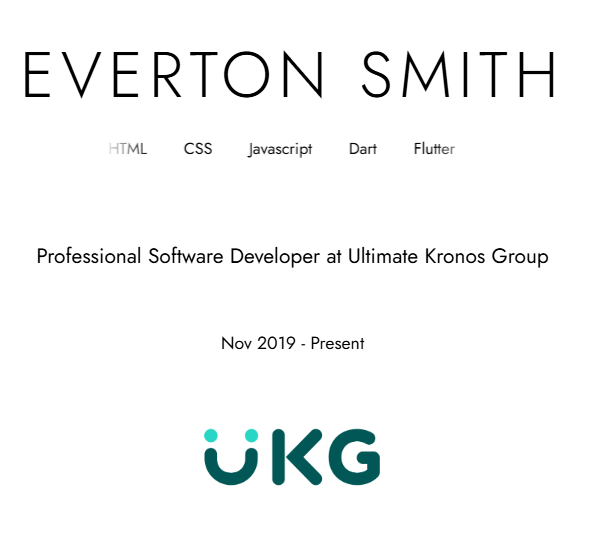 EVERTON SMITH
HTML CSS Javascript Dart Flutter
Professional Software Developer at Ultimate Kronos Group
Nov 2019 - Present
UKG